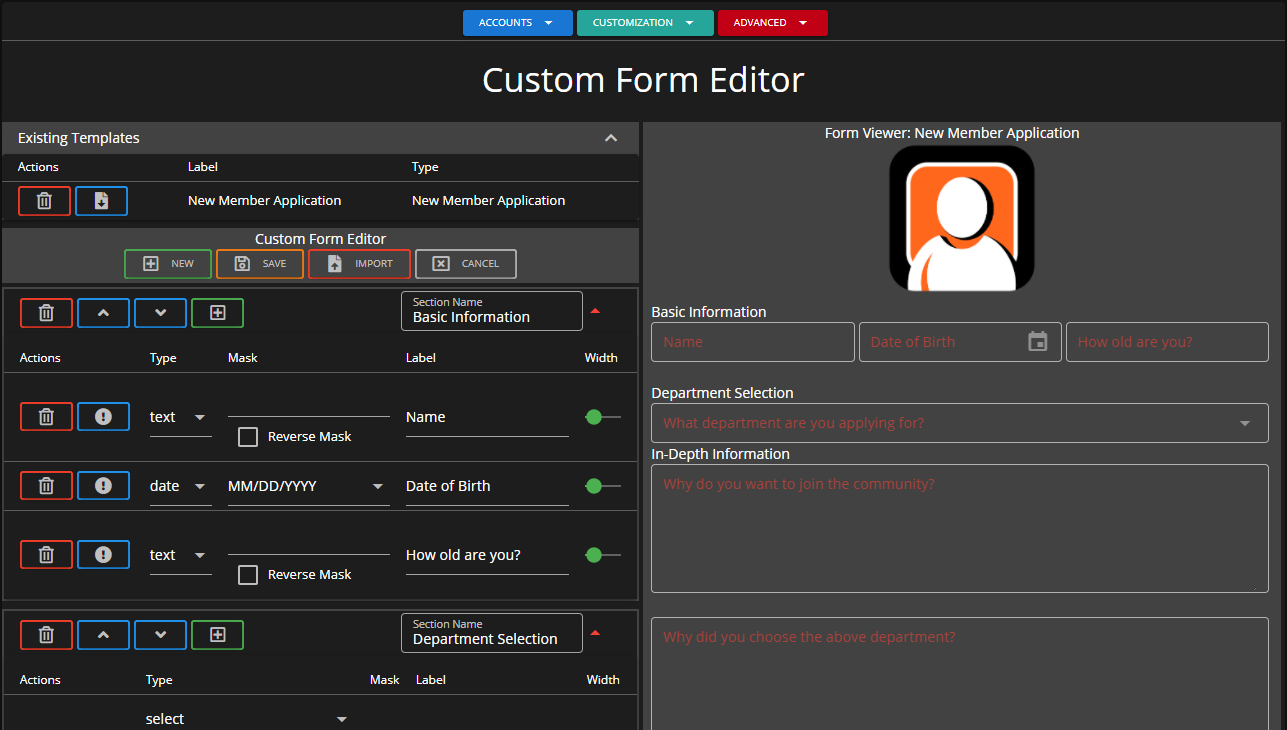 ACCOUNTS CUSTOMIZATION ADVANCED
Custom Form Editor
Existing Templates
Actions Label Type
New Member Application New Member Application
Custom Form Editor
NEW SAVE IMPORT CANCEL
Section Name
Basic Information
Actions Type Mask Label Width
text Name
Reverse Mask
date MM/DD/YYYY Date of Birth
text How old are you?
Reverse Mask
Section Name
Department Selection
Actions Type Mask Label Width
select
Form Viewer: New Member Application
Basic Information
Name Date of Birth How old are you?
Department Selection
What department are you applying for?
In-Depth Information
Why do you want to join the community?
Why did you choose the above department?